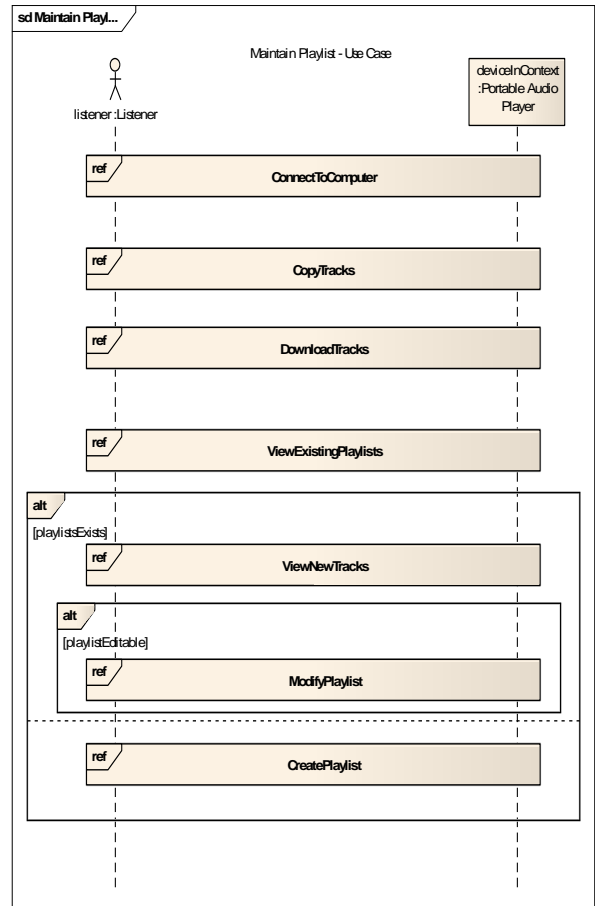 sd Maintain Playl...
Maintain Playlist - Use Case
listener :Listener
deviceInContext
:Portable Audio
Player
ref
ConnectToComputer
ref
CopyTracks
ref
DownloadTracks
ref
ViewExistingPlaylists
alt
[playlistsExists]
ref
ViewNewTracks
alt
[playlistEditable]
ref
ModifyPlaylist
ref
CreatePlaylist